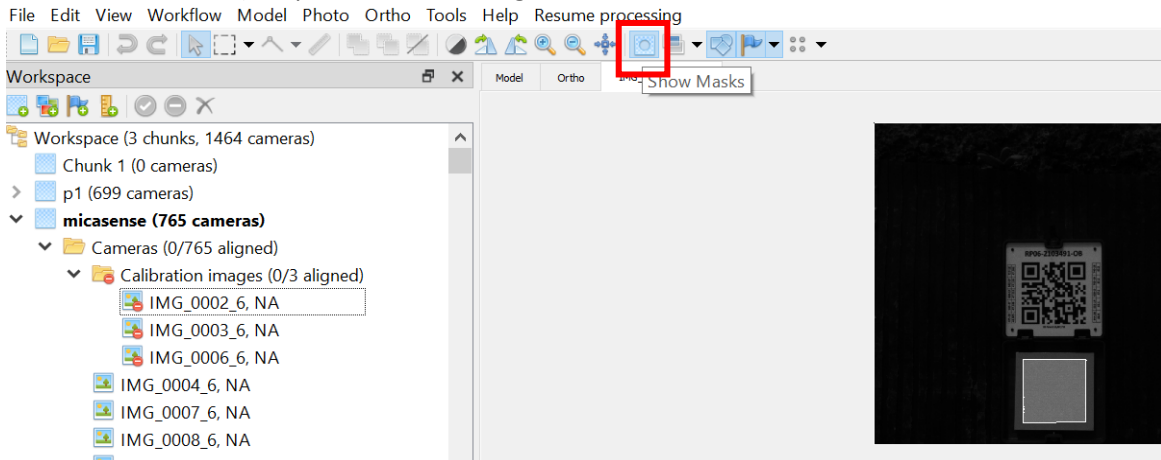 File Edit View Workflow Model Photo Ortho Tools Help Resume processing
Workspace
Model Ortho
Show Masks
Workspace (3 chunks, 1464 cameras)
Chunk 1 (0 cameras)
p1 (699 cameras)
micasense (765 cameras)
Cameras (0/765 aligned)
Calibration images (0/3 aligned)
IMG_0002_6, NA
IMG_0003_6, NA
IMG_0006_6, NA
IMG_0004_6, NA
IMG_0007_6, NA
IMG_0008_6, NA